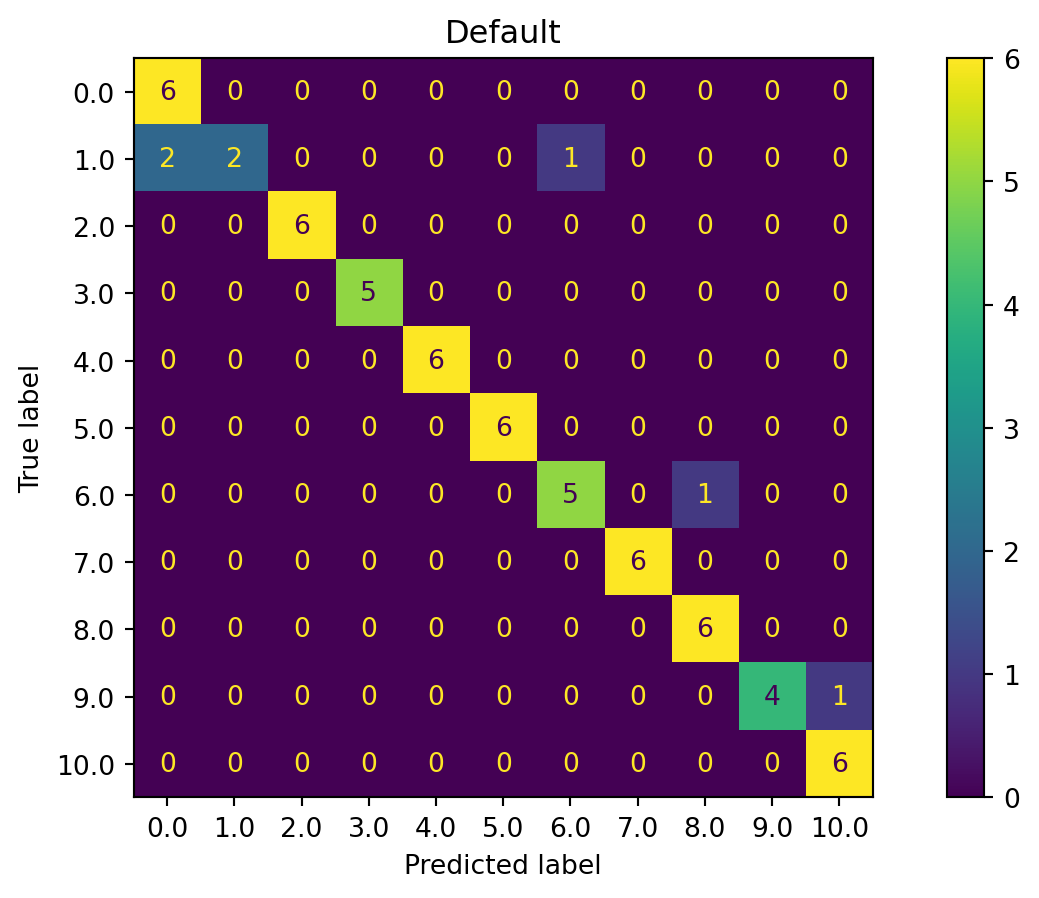 Default
0.0 6 0 0 0 0 0 0 0 0 0 0
1.0 2 2 0 0 0 0 1 0 0 0 0
2.0 0 0 6 0 0 0 0 0 0 0 0
3.0 0 0 0 5 0 0 0 0 0 0 0
4.0 0 0 0 0 6 0 0 0 0 0 0
5.0 0 0 0 0 0 6 0 0 0 0 0
6.0 0 0 0 0 0 0 5 0 1 0 0
7.0 0 0 0 0 0 0 0 6 0 0 0
8.0 0 0 0 0 0 0 0 0 6 0 0
9.0 0 0 0 0 0 0 0 0 0 4 1
10.0 0 0 0 0 0 0 0 0 0 0 6
0.0 1.0 2.0 3.0 4.0 5.0 6.0 7.0 8.0 9.0 10.0
Predicted label
True label
6
5
4
3
2
1
0